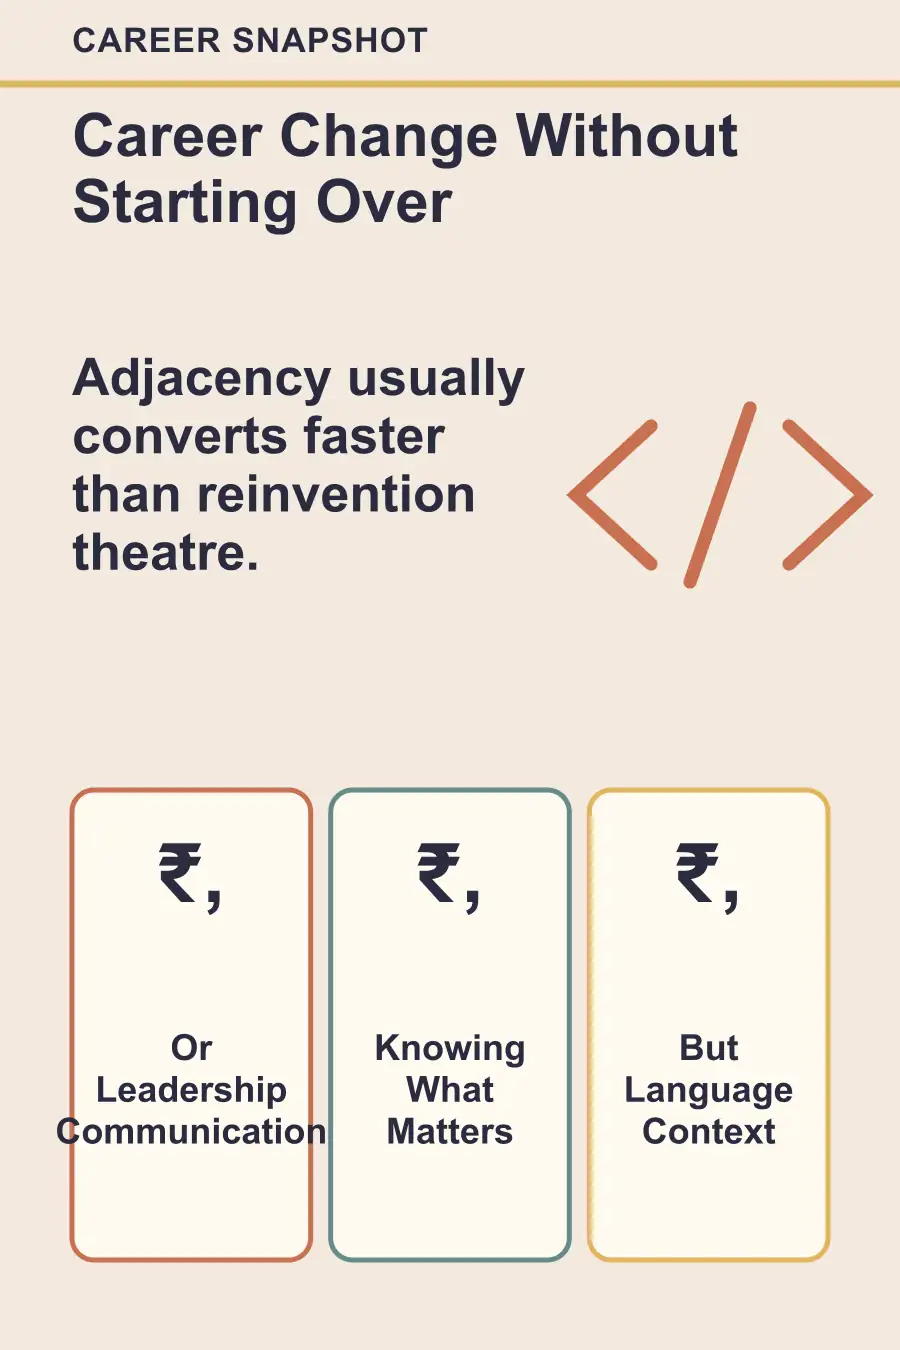 CAREER SNAPSHOT
Career Change Without
Starting Over
Adjacency usually
converts faster
than reinvention
theatre.
₹,
Or
Leadership
Communication
₹,
Knowing
What
Matters
₹,
But
Language
Context